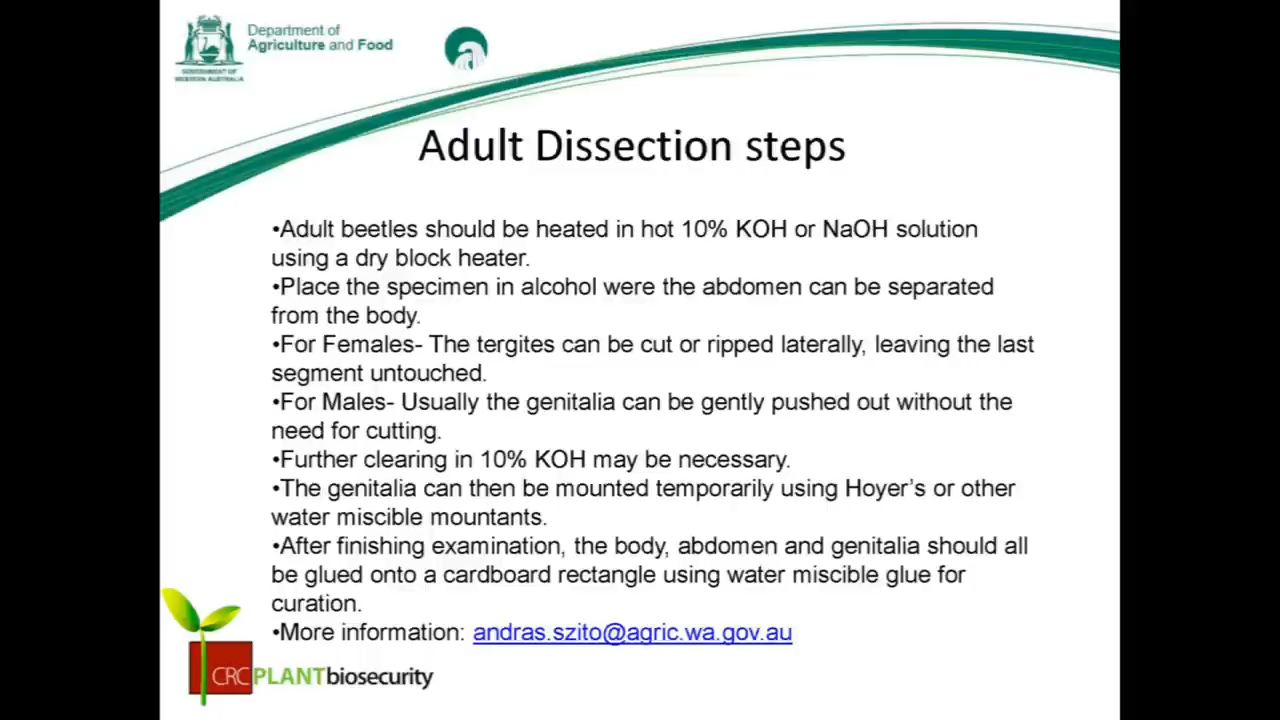 Department of
Agriculture and Food
GOVERNMENT OF
WESTERN AUSTRALIA
Adult Dissection steps
•Adult beetles should be heated in hot 10% KOH or NaOH solution
using a dry block heater.
•Place the specimen in alcohol were the abdomen can be separated
from the body.
•For Females- The tergites can be cut or ripped laterally, leaving the last
segment untouched.
•For Males- Usually the genitalia can be gently pushed out without the
need for cutting.
•Further clearing in 10% KOH may be necessary.
•The genitalia can then be mounted temporarily using Hoyer’s or other
water miscible mountants.
•After finishing examination, the body, abdomen and genitalia should all
be glued onto a cardboard rectangle using water miscible glue for
curation.
•More information: andras.szito@agric.wa.gov.au
CRCPLANTbiosecurity